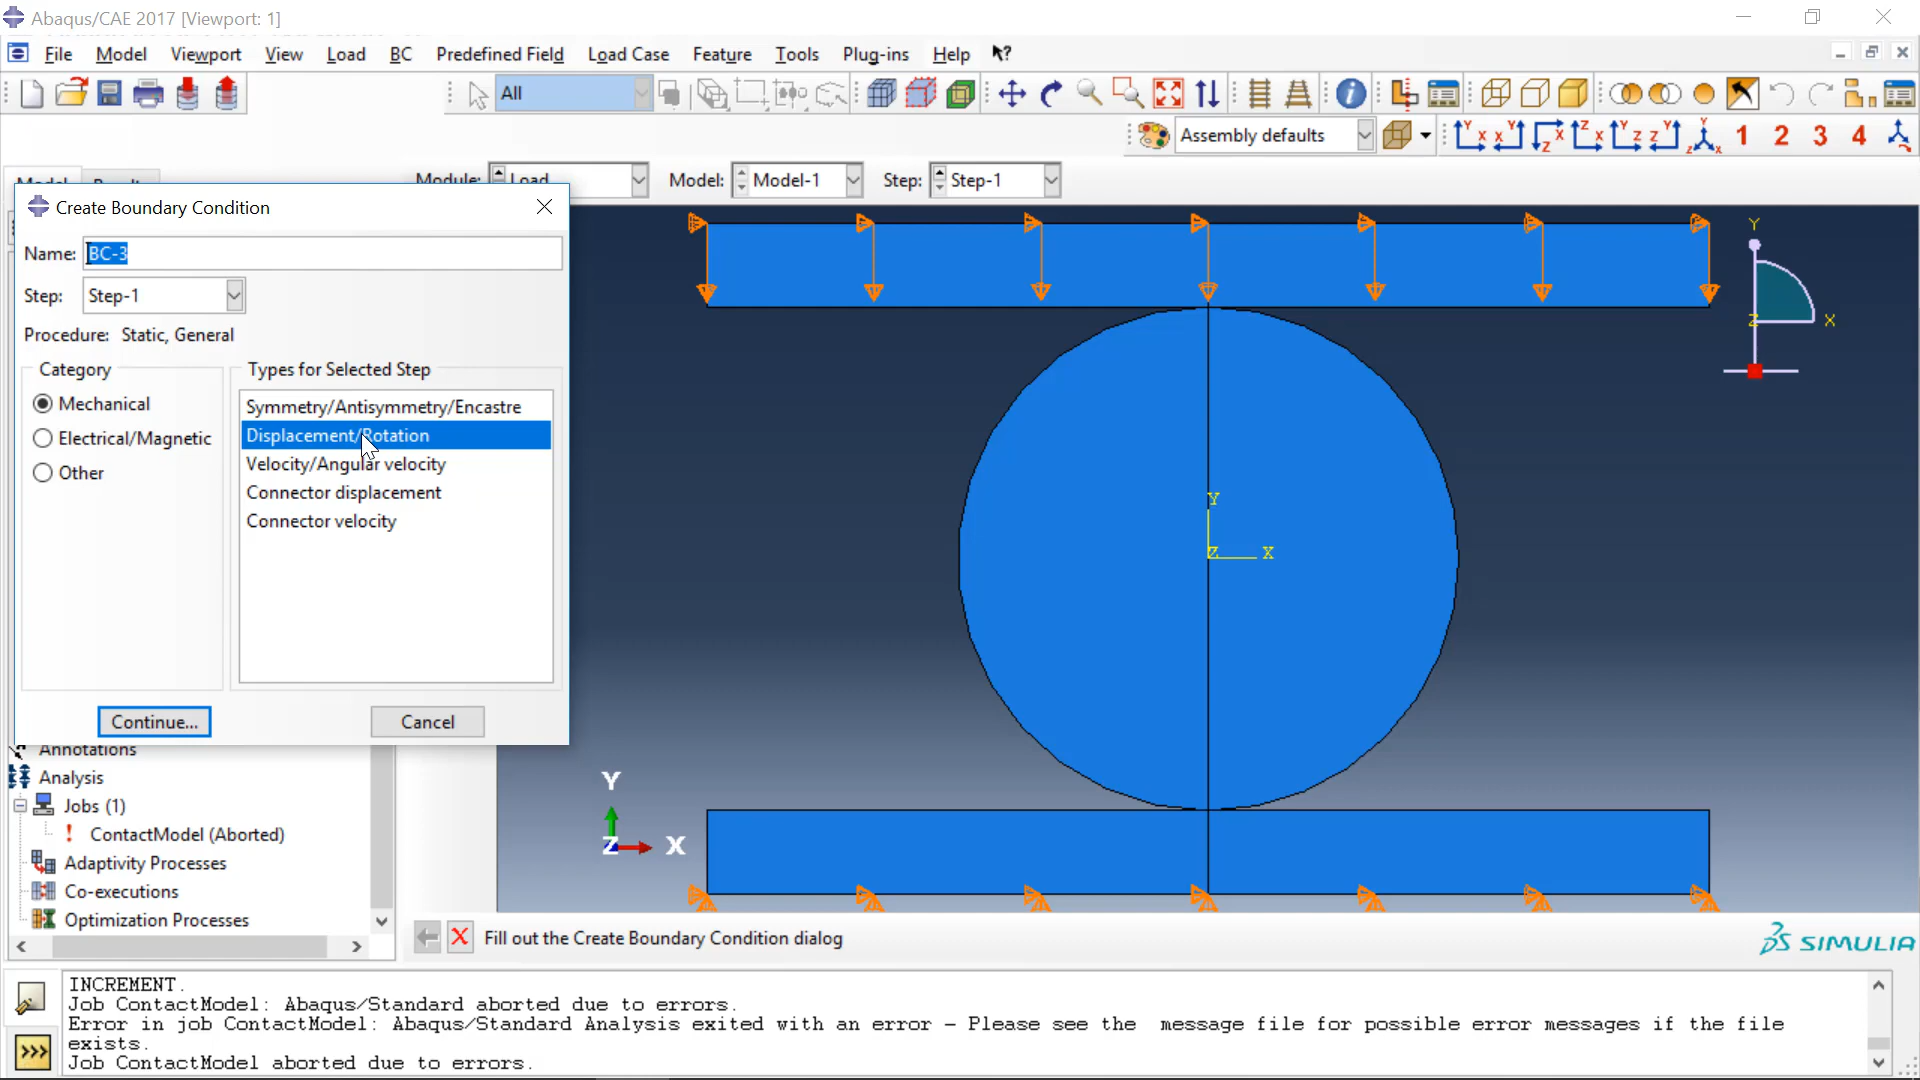 Abaqus/CAE 2017 [Viewport: 1]
File Model Viewport View Load BC Predefined Field Load Case Feature Tools Plug-ins Help
All
Assembly defaults
1 2 3 4
Module: Load Model: Model-1 Step: Step-1
Create Boundary Condition
Name: BC-3
Step: Step-1
Procedure: Static, General
Category
Mechanical
Electrical/Magnetic
Other
Types for Selected Step
Symmetry/Antisymmetry/Encastre
Displacement/Rotation
Velocity/Angular velocity
Connector displacement
Connector velocity
Continue...
Cancel
Y
Z
X
Y
Z
X
Y
Z
X
Annotations
Analysis
Jobs (1)
ContactModel (Aborted)
Adaptivity Processes
Co-executions
Optimization Processes
Fill out the Create Boundary Condition dialog
SIMULIA
INCREMENT.
Job ContactModel: Abaqus/Standard aborted due to errors.
Error in job ContactModel: Abaqus/Standard Analysis exited with an error - Please see the message file for possible error messages if the file
exists.
Job ContactModel aborted due to errors.